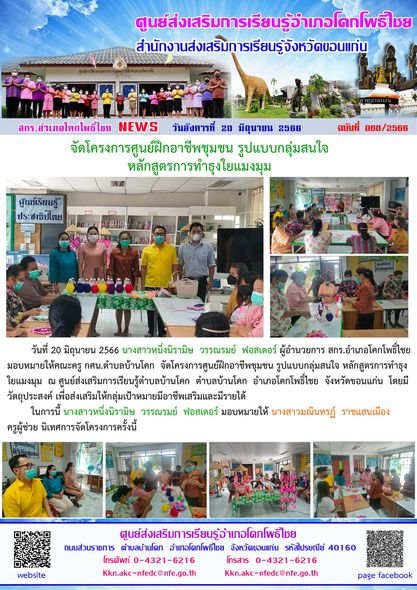 ศูนย์ส่งเสริมการเรียนรู้อำเภอโคกโพธิ์ไชย
สำนักงานส่งเสริมการเรียนรู้จังหวัดขอนแก่น
สกร.อำเภอโคกโพธิ์ไชย NEWS วันอังคารที่ 20 มิถุนายน 2566 ฉบับที่ 060/2566
จัดโครงการศูนย์ฝึกอาชีพชุมชน รูปแบบกลุ่มสนใจ
หลักสูตรการทำธุงใยแมงมุม
ศูนย์เรียนรู้
ประชาธิปไตย
วันที่ 20 มิถุนายน 2566 นางสาวหนึ่งนิรามิษ วรรณรมย์ ฟอสเตอร์ ผู้อำนวยการ สกร.อำเภอโคกโพธิ์ไชย
มอบหมายให้คณะครู กศน.ตำบลบ้านโคก จัดโครงการศูนย์ฝึกอาชีพชุมชน รูปแบบกลุ่มสนใจ หลักสูตรการทำธุง
ใยแมงมุม ณ ศูนย์ส่งเสริมการเรียนรู้ตำบลบ้านโคก ตำบลบ้านโคก อำเภอโคกโพธิ์ไชย จังหวัดขอนแก่น โดยมี
วัตถุประสงค์ เพื่อส่งเสริมให้กลุ่มเป้าหมายมีอาชีพเสริมและมีรายได้
ในการนี้ นางสาวหนึ่งนิรามิษ วรรณรมย์ ฟอสเตอร์ มอบหมายให้ นางสาวมณีนทรฏ์ ราชแสนเมือง
ครูผู้ช่วย นิเทศการจัดโครงการครั้งนี้
ศูนย์ส่งเสริมการเรียนรู้อำเภอโคกโพธิ์ไชย
ถนนส่วนราชการ ตำบลบ้านโคก อำเภอโคกโพธิ์ไชย จังหวัดขอนแก่น รหัสไปรษณีย์ 40160
โทรศัพท์ 0-4321-6216 โทรสาร 0-4321-6216
Kkn.akc-nfedc@nfe.go.th Kkn.akc-nfedc@nfe.go.th
website
page facebook